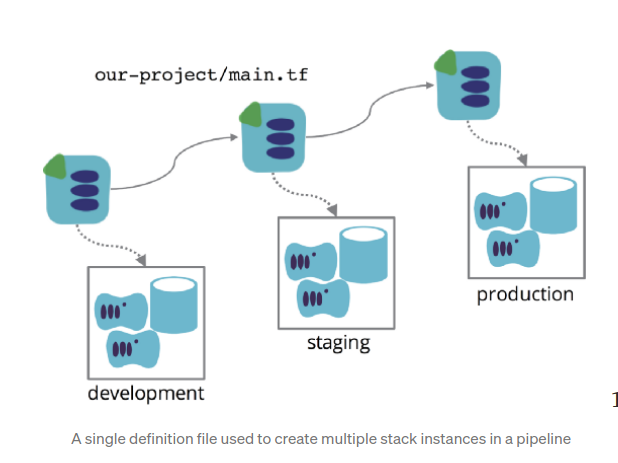 our-project/main.tf
production
staging
development
1
A single definition file used to create multiple stack instances in a pipeline